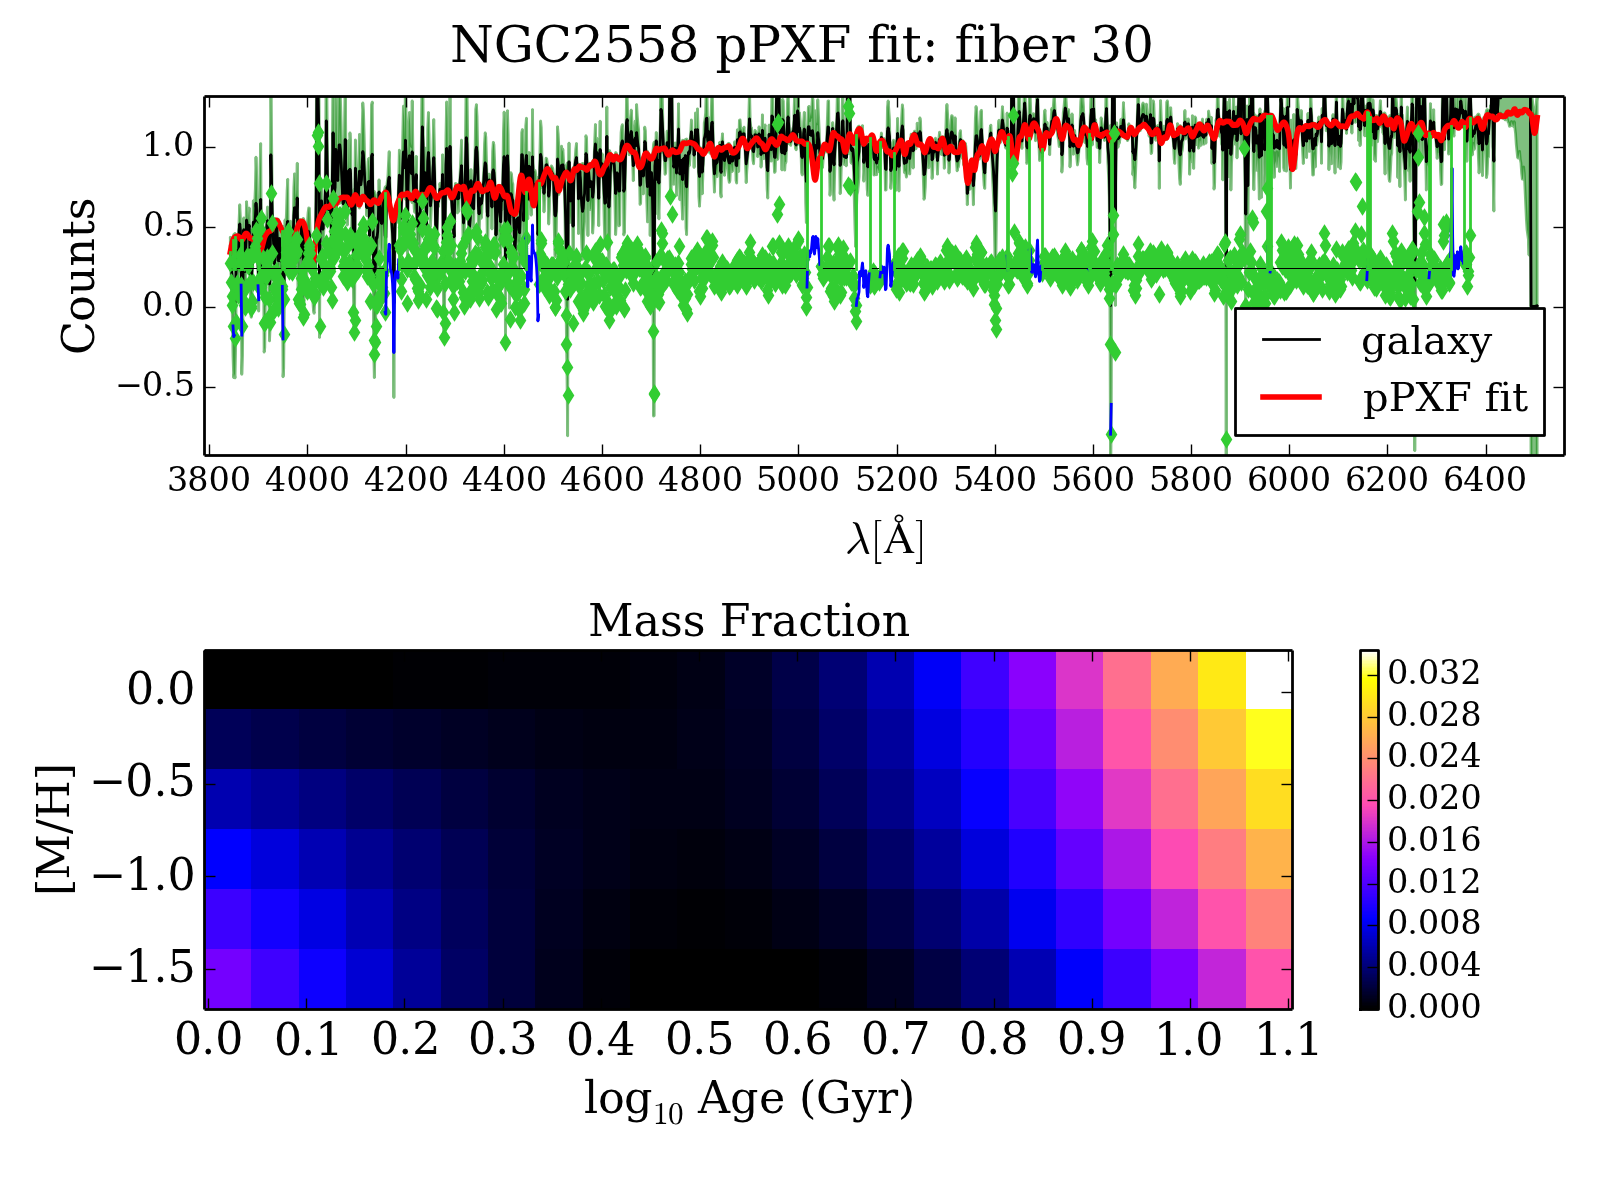 NGC2558 pPXF fit: fiber 30
1.0
0.5
0.0
−0.5
Counts
galaxy
pPXF fit
3800 4000 4200 4400 4600 4800 5000 5200 5400 5600 5800 6000 6200 6400
λ[Å]
Mass Fraction
0.0
−0.5
−1.0
−1.5
[M/H]
0.032
0.028
0.024
0.020
0.016
0.012
0.008
0.004
0.000
0.0 0.1 0.2 0.3 0.4 0.5 0.6 0.7 0.8 0.9 1.0 1.1
log₁₀ Age (Gyr)